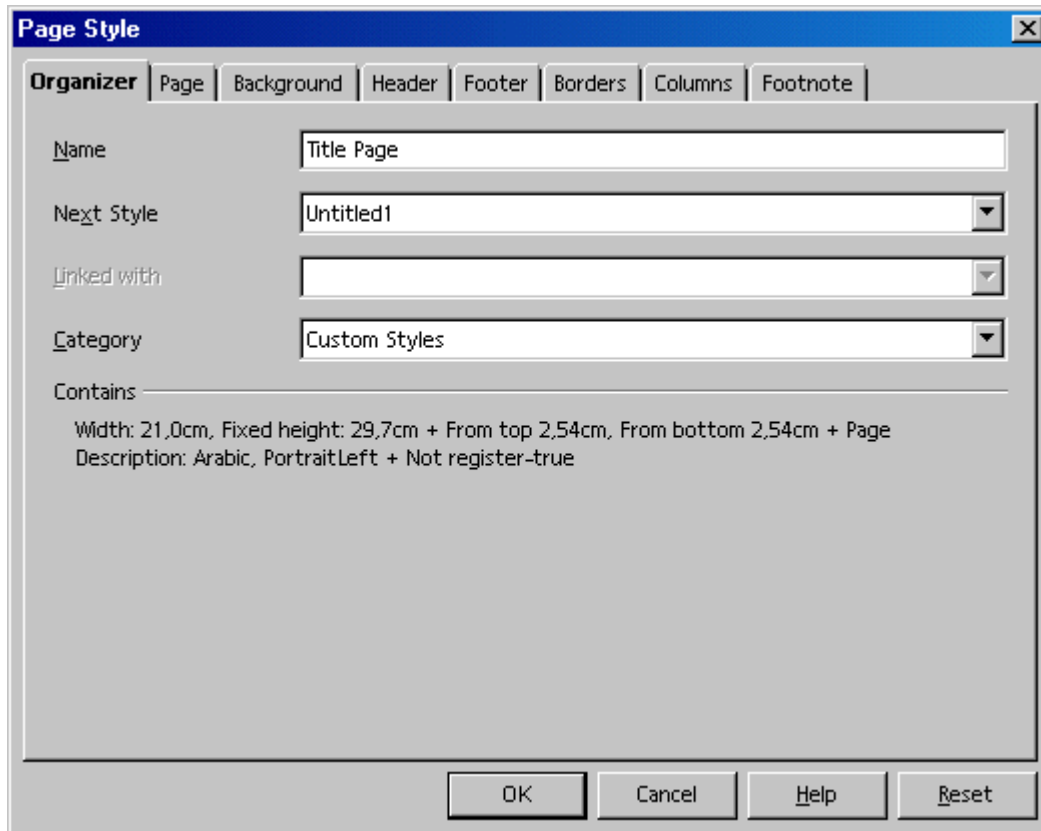 Page Style
Organizer Page Background Header Footer Borders Columns Footnote
Name Title Page
Next Style Untitled1
Linked with
Category Custom Styles
Contains
Width: 21,0cm, Fixed height: 29,7cm + From top 2,54cm, From bottom 2,54cm + Page
Description: Arabic, PortraitLeft + Not register-true
OK Cancel Help Reset